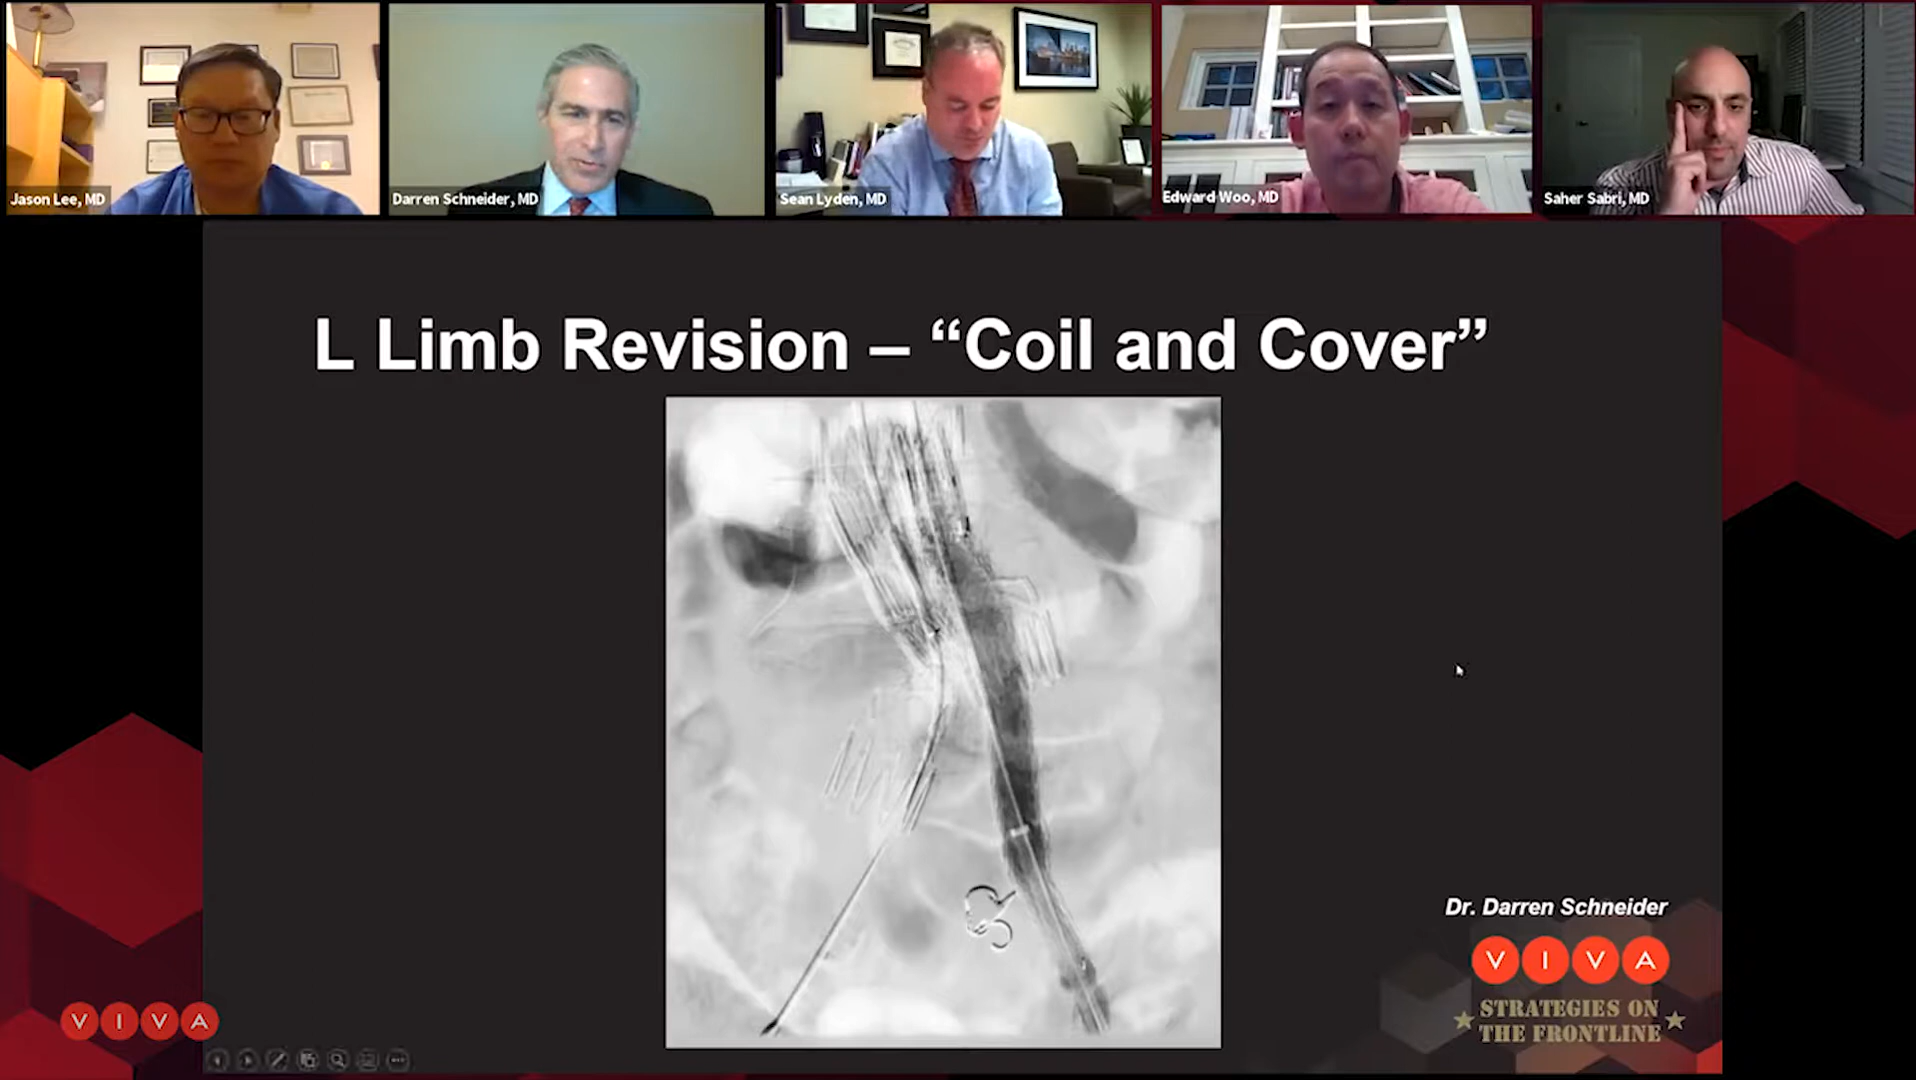 Jason Lee, MD
Darren Schneider, MD
Sean Lyden, MD
Edward Woo, MD
Saher Sabri, MD
L Limb Revision – “Coil and Cover”
Dr. Darren Schneider
VIVA
STRATEGIES ON
THE FRONTLINE
VIVA